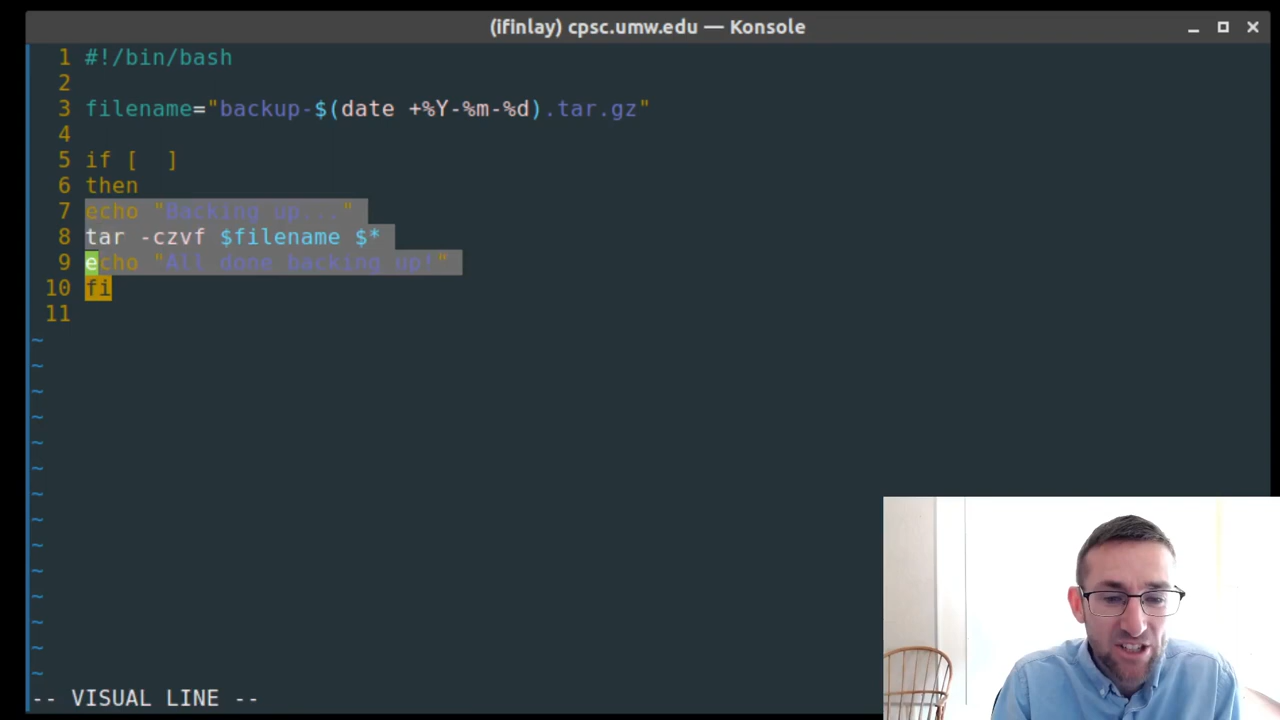 (ifinlay) cpsc.umw.edu — Konsole
1 #!/bin/bash
2
3 filename="backup-$(date +%Y-%m-%d).tar.gz"
4
5 if [  ]
6 then
7 echo "Backing up..."
8 tar -czvf $filename $*
9 echo "All done backing up!"
10 fi
11
~
~
~
~
~
~
~
~
~
~
~
~
~
~
-- VISUAL LINE --